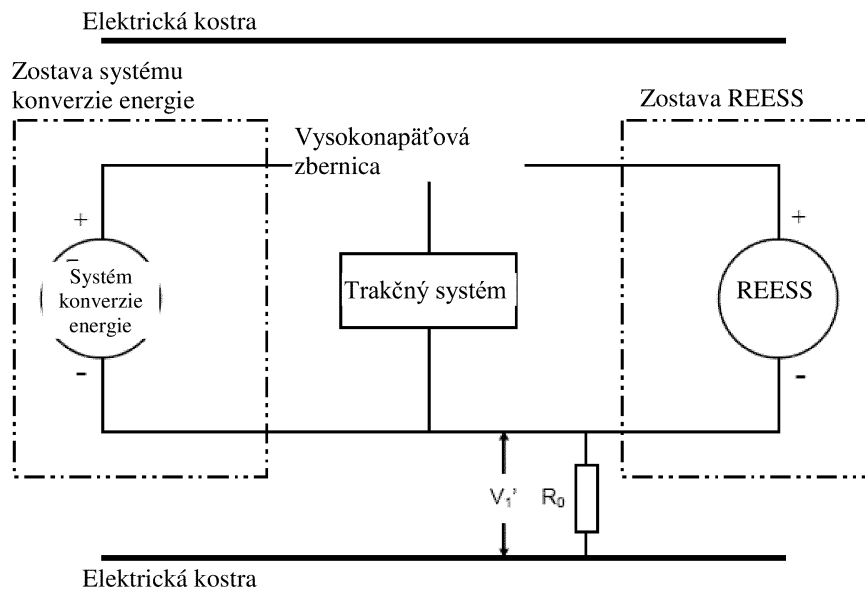 Elektrická kostra
Zostava systému
konverzie energie
Zostava REESS
Vysokonapäťová
zbernica
+
+
Systém
konverzie
energie
Trakčný systém
REESS
-
-
V₁’
R₀
Elektrická kostra